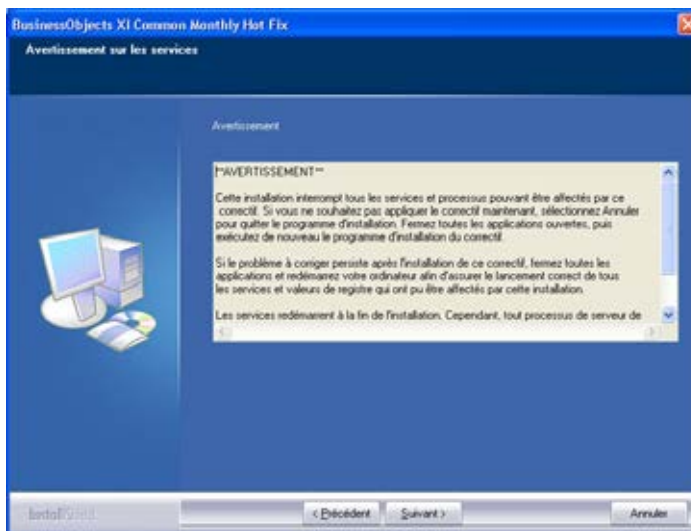 BusinessObjects XI Common Monthly Hot Fix
Avertissement sur les services
Avertissement
**AVERTISSEMENT**
Cette installation interrompt tous les services et processus pouvant être affectés par ce
correctif. Si vous ne souhaitez pas appliquer le correctif maintenant, sélectionnez Annuler
pour quitter le programme d'installation. Fermez toutes les applications ouvertes, puis
exécutez de nouveau le programme d'installation du correctif.
Si le problème à corriger persiste après l'installation de ce correctif, fermez toutes les
applications et redémarrez votre ordinateur afin d'assurer le lancement correct de tous
les services et valeurs de registre qui ont pu être affectés par cette installation.
Les services redémarrent à la fin de l'installation. Cependant, tout processus de serveur de
InstallShield
< Précédent
Suivant >
Annuler